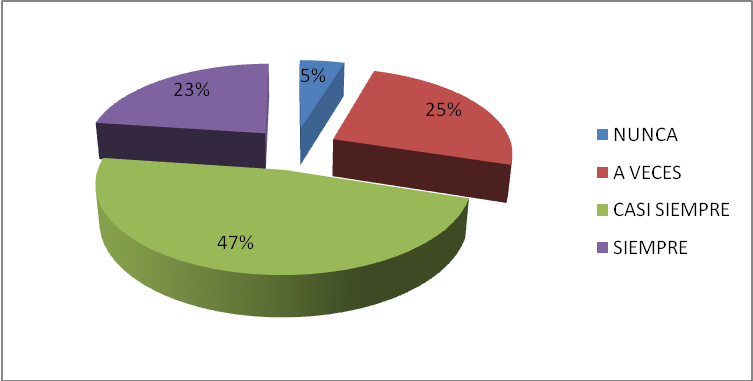 5%
25%
23%
47%
NUNCA
A VECES
CASI SIEMPRE
SIEMPRE